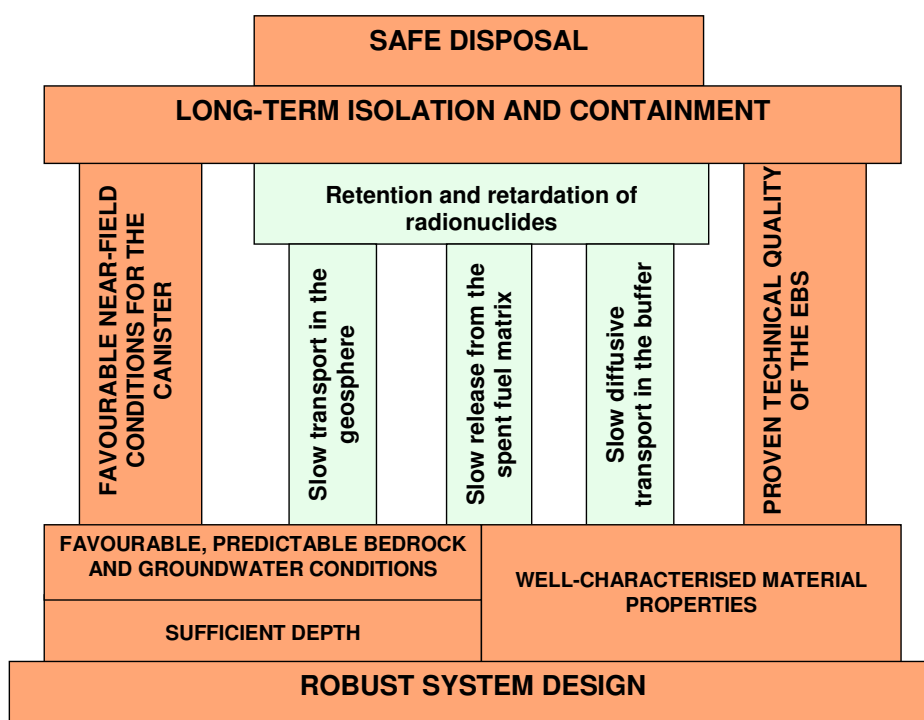 SAFE DISPOSAL
LONG-TERM ISOLATION AND CONTAINMENT
FAVOURABLE NEAR-FIELD
CONDITIONS FOR THE
CANISTER
Retention and retardation of
radionuclides
Slow transport in the
geosphere
Slow release from the
spent fuel matrix
Slow diffusive
transport in the buffer
PROVEN TECHNICAL QUALITY
OF THE EBS
FAVOURABLE, PREDICTABLE BEDROCK
AND GROUNDWATER CONDITIONS
SUFFICIENT DEPTH
WELL-CHARACTERISED MATERIAL
PROPERTIES
ROBUST SYSTEM DESIGN